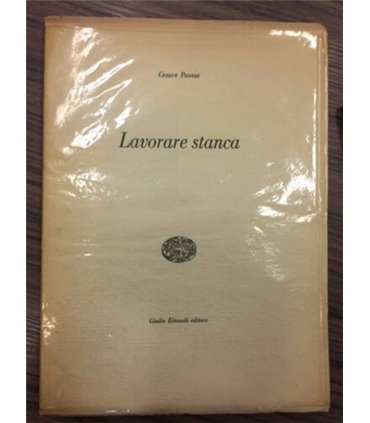 Cesare Pavese
Lavorare stanca
Giulio Einaudi editore